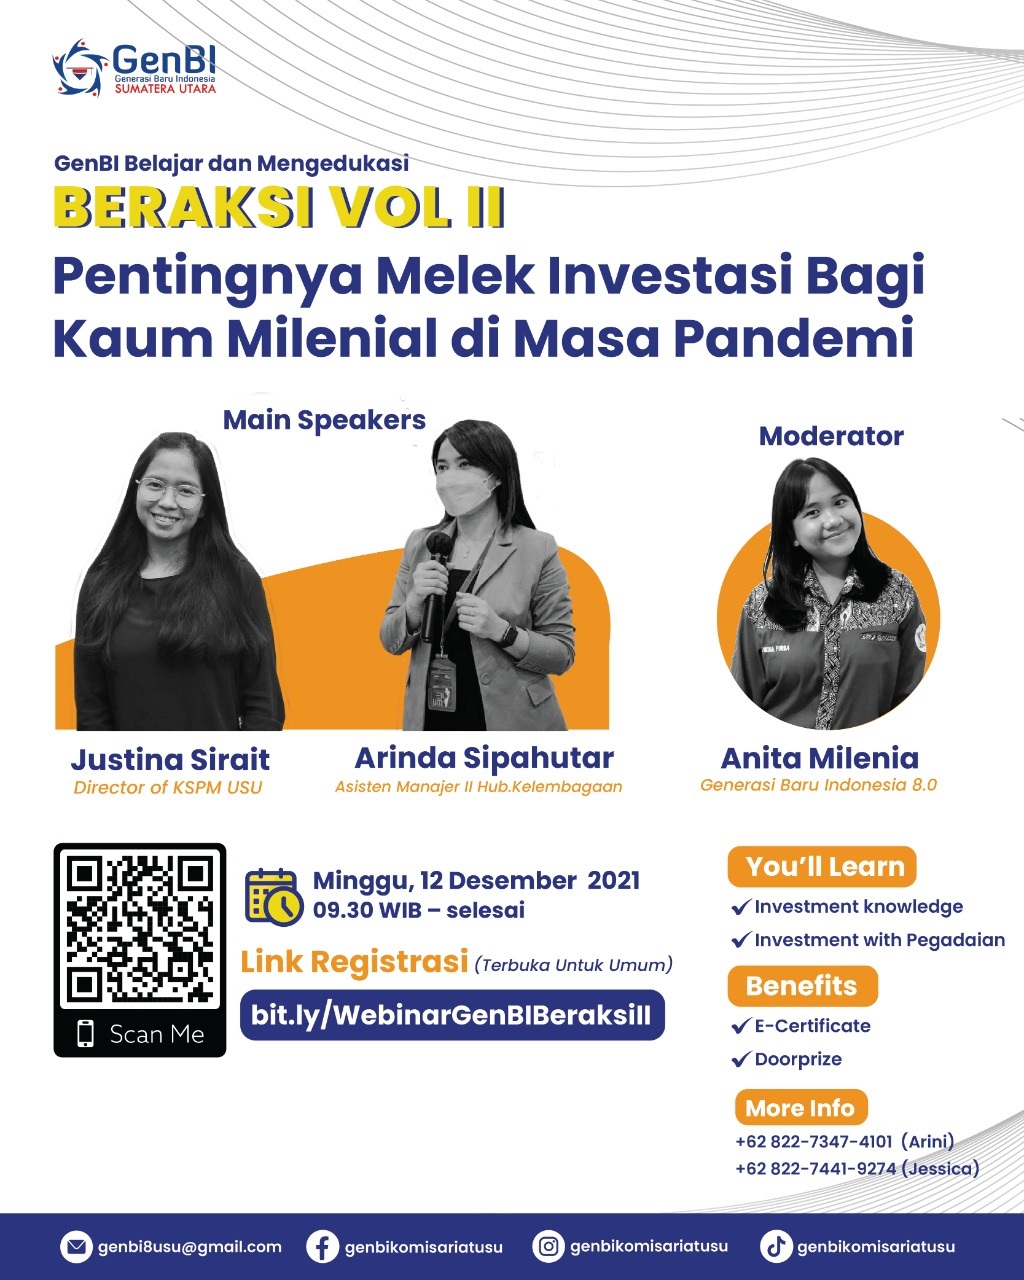 GenBI
Generasi Baru Indonesia
SUMATERA UTARA
GenBI Belajar dan Mengedukasi
BERAKSI VOL II
Pentingnya Melek Investasi Bagi
Kaum Milenial di Masa Pandemi
Main Speakers
Moderator
Justina Sirait
Director of KSPM USU
Arinda Sipahutar
Asisten Manajer II Hub.Kelembagaan
Anita Milenia
Generasi Baru Indonesia 8.0
Scan Me
Minggu, 12 Desember 2021
09.30 WIB – selesai
Link Registrasi (Terbuka Untuk Umum)
bit.ly/WebinarGenBIBeraksiII
You'll Learn
Investment knowledge
Investment with Pegadaian
Benefits
E-Certificate
Doorprize
More Info
+62 822-7347-4101 (Arini)
+62 822-7441-9274 (Jessica)
genbi8usu@gmail.com
genbikomisariatusu
genbikomisariatusu
genbikomisariatusu